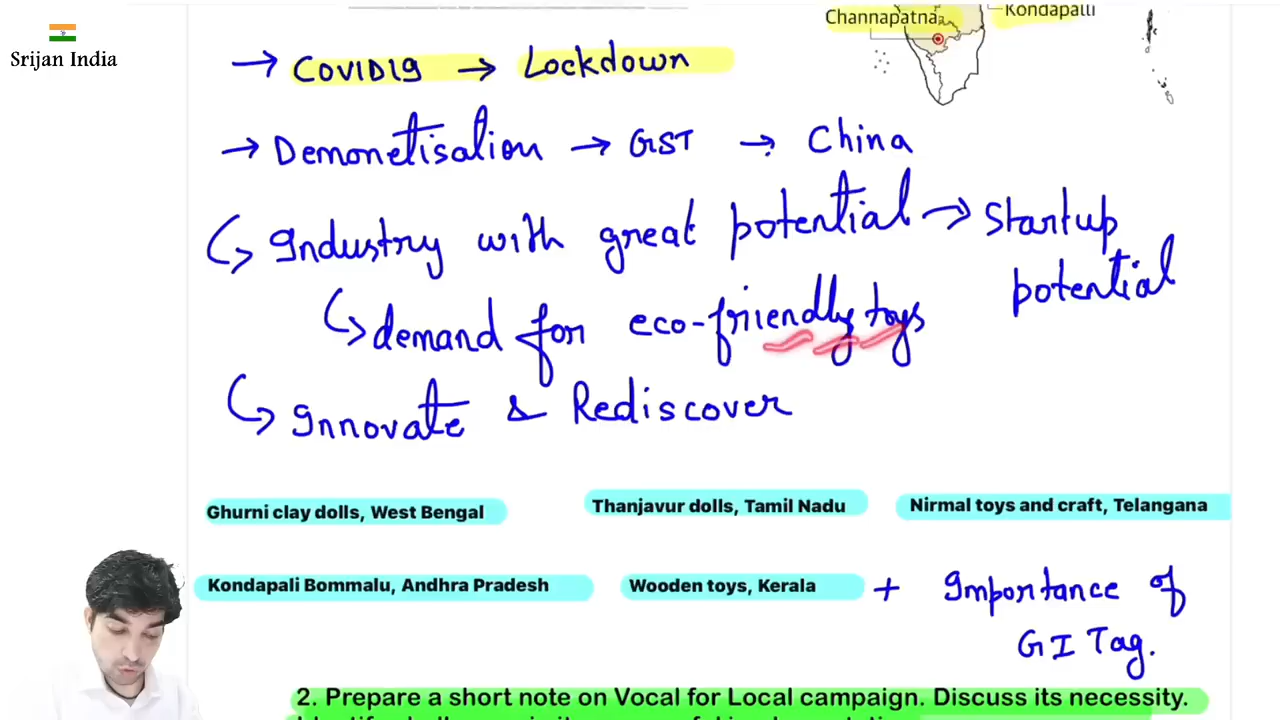 Srijan India
Channapatna
Kondapalli
→ COVID19 → Lockdown
→ Demonetisation → GST → China
Industry with great potential → Startup potential
demand for eco-friendly toys
Innovate & Rediscover
Ghurni clay dolls, West Bengal
Thanjavur dolls, Tamil Nadu
Nirmal toys and craft, Telangana
Kondapali Bommalu, Andhra Pradesh
Wooden toys, Kerala
+ Importance of
GI Tag.
2. Prepare a short note on Vocal for Local campaign. Discuss its necessity.